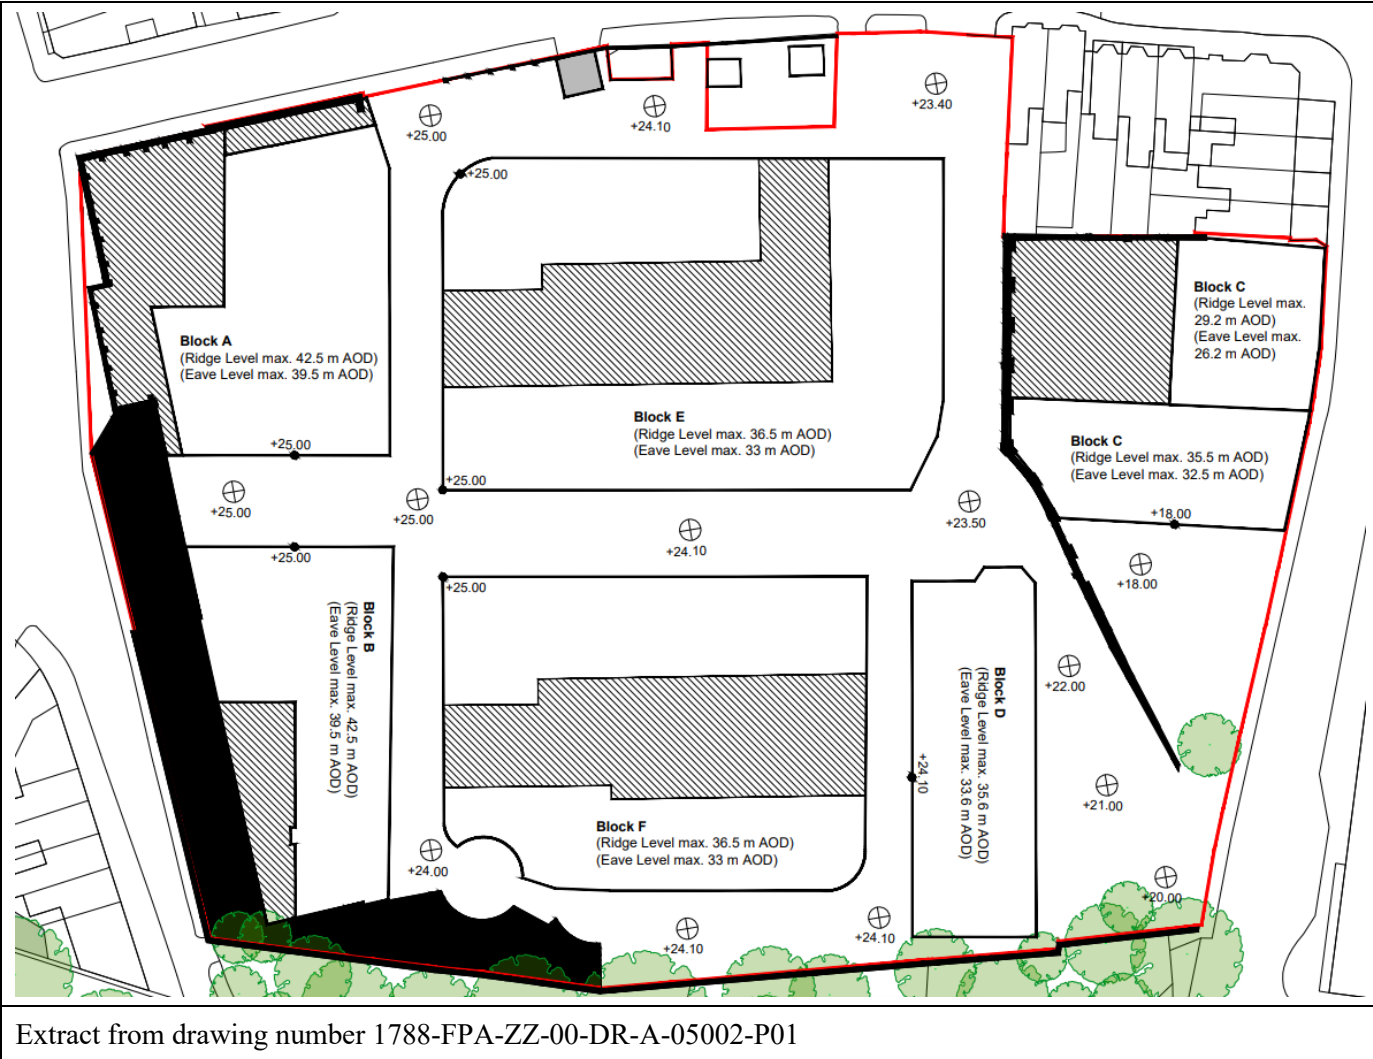 +23.40
+24.10
+25.00
+25.00
Block C
(Ridge Level max.
29.2 m AOD)
(Eave Level max.
26.2 m AOD)
Block A
(Ridge Level max. 42.5 m AOD)
(Eave Level max. 39.5 m AOD)
Block E
(Ridge Level max. 36.5 m AOD)
(Eave Level max. 33 m AOD)
Block C
(Ridge Level max. 35.5 m AOD)
(Eave Level max. 32.5 m AOD)
+25.00
+25.00
+25.00
+25.00
+23.50
+18.00
+24.10
+25.00
+18.00
+25.00
Block B
(Ridge Level max. 42.5 m AOD)
(Eave Level max. 39.5 m AOD)
+22.00
Block D
(Ridge Level max. 35.6 m AOD)
(Eave Level max. 33.6 m AOD)
+24.10
+21.00
Block F
(Ridge Level max. 36.5 m AOD)
(Eave Level max. 33 m AOD)
+24.00
+20.00
+24.10
+24.10
Extract from drawing number 1788-FPA-ZZ-00-DR-A-05002-P01